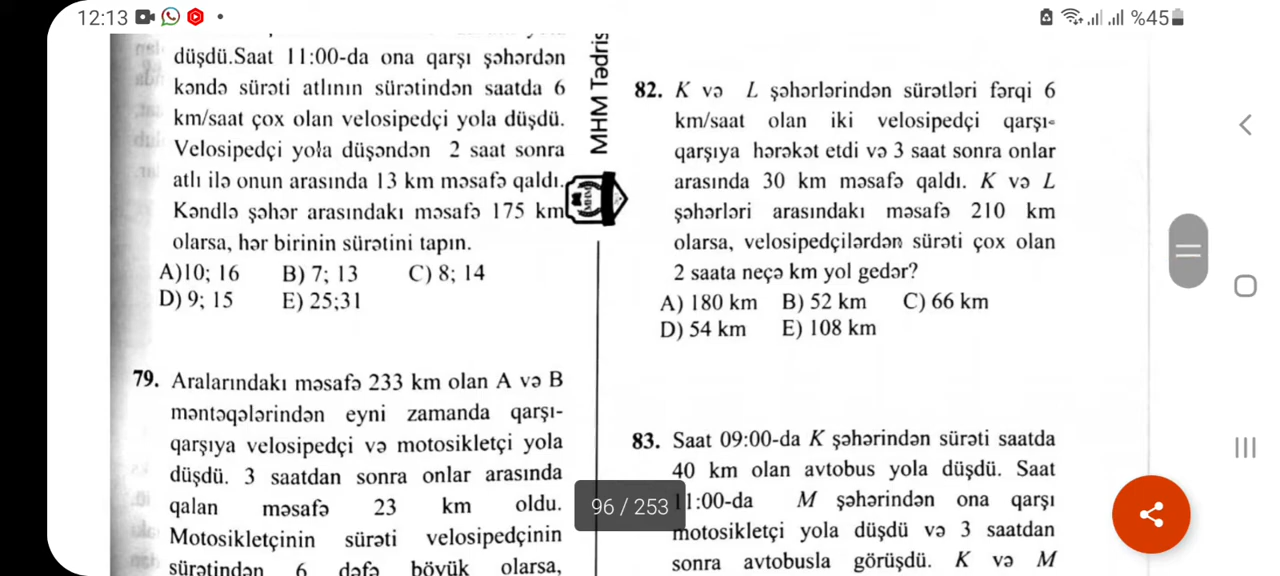 12:13
%45
düşdü.Saat 11:00-da ona qarşı şəhərdən
kəndə sürəti atlının sürətindən saatda 6
km/saat çox olan velosipedçi yola düşdü.
Velosipedçi yola düşəndən 2 saat sonra
atlı ilə onun arasında 13 km məsafə qaldı.
Kəndlə şəhər arasındakı məsafə 175 km
olarsa, hər birinin sürətini tapın.
A)10; 16 B) 7; 13 C) 8; 14
D) 9; 15 E) 25;31
79. Aralarındakı məsafə 233 km olan A və B
məntəqələrindən eyni zamanda qarşı-
qarşıya velosipedçi və motosikletçi yola
düşdü. 3 saatdan sonra onlar arasında
qalan məsafə 23 km oldu.
Motosikletçinin sürəti velosipedçinin
sürətindən 6 dəfə böyük olarsa,
MHM Tədris
MHM
82. K və L şəhərlərindən sürətləri fərqi 6
km/saat olan iki velosipedçi qarşı-
qarşıya hərəkət etdi və 3 saat sonra onlar
arasında 30 km məsafə qaldı. K və L
şəhərləri arasındakı məsafə 210 km
olarsa, velosipedçilərdən sürəti çox olan
2 saata neçə km yol gedər?
A) 180 km B) 52 km C) 66 km
D) 54 km E) 108 km
83. Saat 09:00-da K şəhərindən sürəti saatda
40 km olan avtobus yola düşdü. Saat
11:00-da M şəhərindən ona qarşı
motosikletçi yola düşdü və 3 saatdan
sonra avtobusla görüşdü. K və M
96 / 253